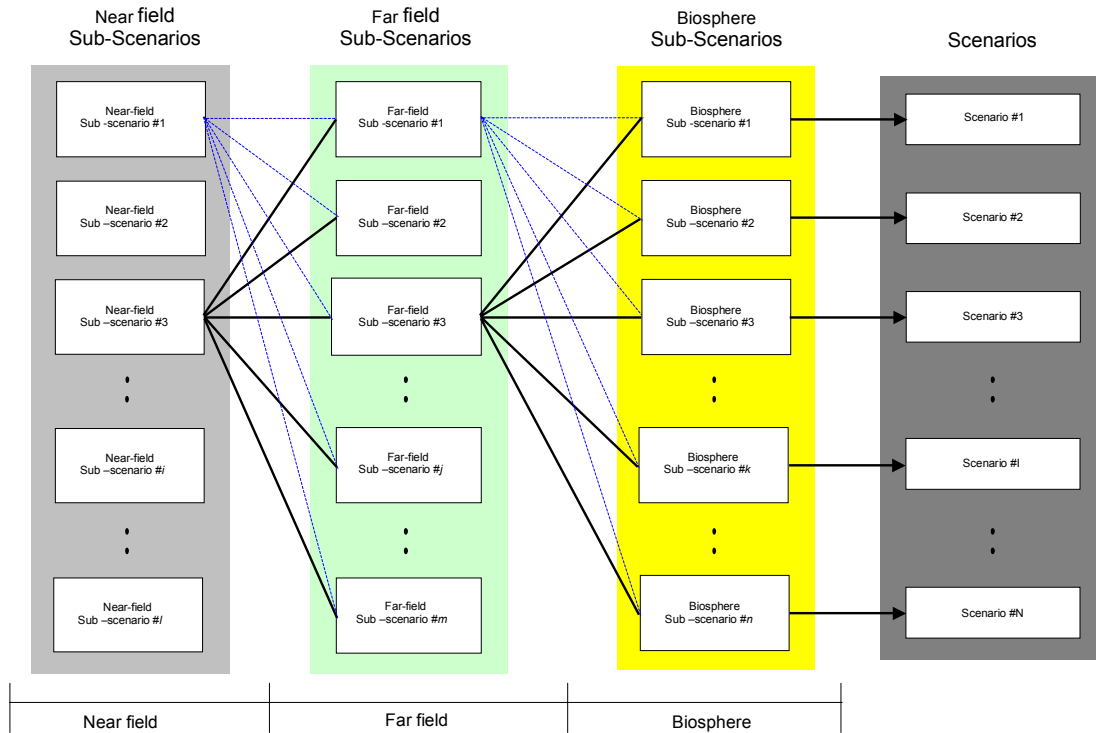 Near field
Sub-Scenarios
Far field
Sub-Scenarios
Biosphere
Sub-Scenarios
Scenarios
Near-field
Sub -scenario #1
Far-field
Sub -scenario #1
Biosphere
Sub -scenario #1
Scenario #1
Near-field
Sub –scenario #2
Far-field
Sub –scenario #2
Biosphere
Sub –scenario #2
Scenario #2
Near-field
Sub –scenario #3
Far-field
Sub –scenario #3
Biosphere
Sub –scenario #3
Scenario #3
Near-field
Sub –scenario #i
Far-field
Sub –scenario #j
Biosphere
Sub –scenario #k
Scenario #l
Near-field
Sub –scenario #l
Far-field
Sub –scenario #m
Biosphere
Sub –scenario #n
Scenario #N
Near field
Far field
Biosphere